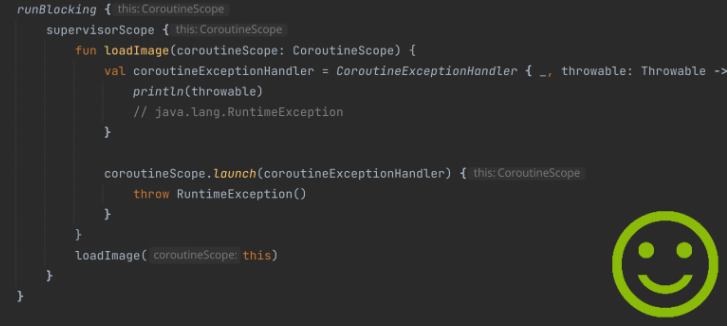 runBlocking { this: CoroutineScope
supervisorScope { this: CoroutineScope
fun loadImage(coroutineScope: CoroutineScope) {
val coroutineExceptionHandler = CoroutineExceptionHandler { _, throwable: Throwable ->
println(throwable)
// java.lang.RuntimeException
}
coroutineScope.launch(coroutineExceptionHandler) { this: CoroutineScope
throw RuntimeException()
}
}
loadImage( coroutineScope: this)
}
}